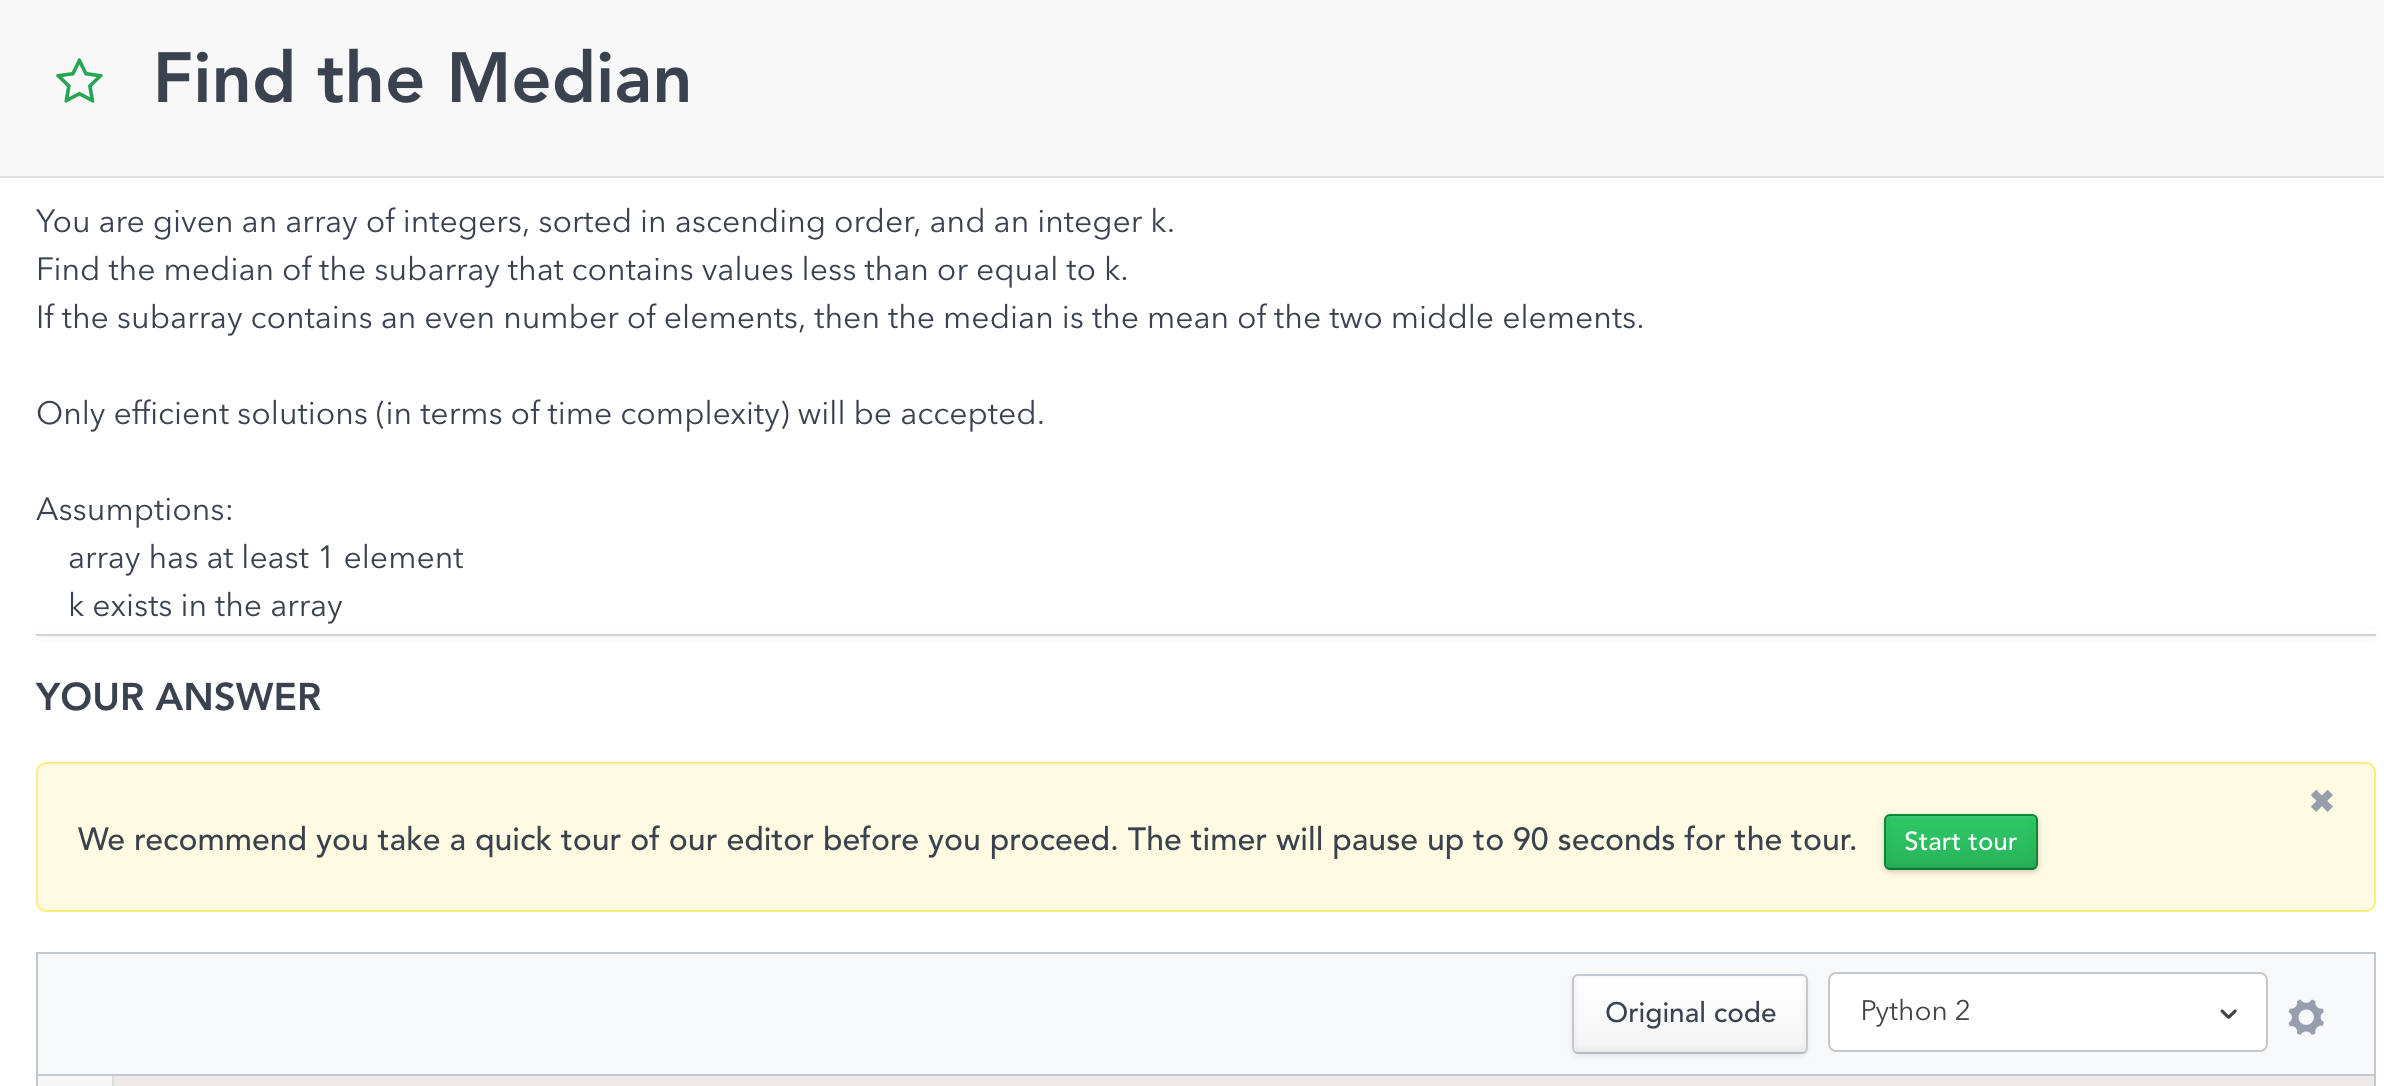 Find the Median
You are given an array of integers, sorted in ascending order, and an integer k.
Find the median of the subarray that contains values less than or equal to k.
If the subarray contains an even number of elements, then the median is the mean of the two middle elements.
Only efficient solutions (in terms of time complexity) will be accepted.
Assumptions:
array has at least 1 element
k exists in the array
YOUR ANSWER
We recommend you take a quick tour of our editor before you proceed. The timer will pause up to 90 seconds for the tour. Start tour
Original code Python 2